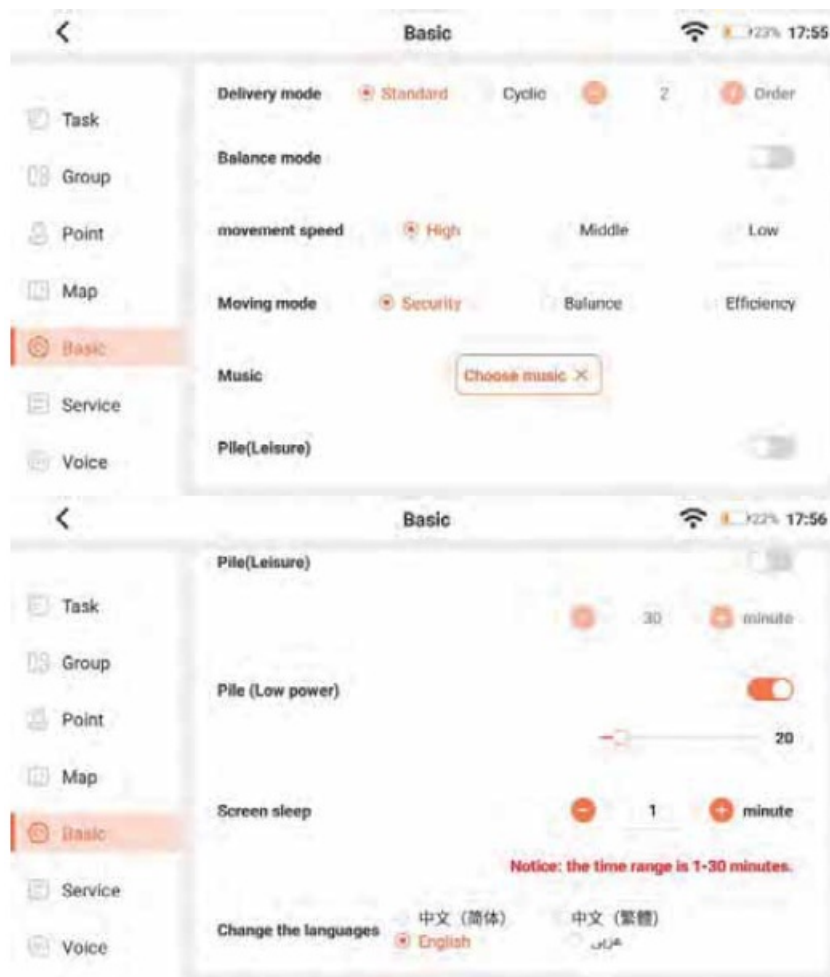 Basic
23% 17:55
Task
Group
Point
Map
Basic
Service
Voice
Delivery mode Standard Cyclic 2 Order
Balance mode
movement speed High Middle Low
Moving mode Security Balance Efficiency
Music Choose music ×
Pile(Leisure)
Basic
22% 17:56
Task
Group
Point
Map
Basic
Service
Voice
Pile(Leisure)
30 minute
Pile (Low power)
20
Screen sleep 1 minute
Notice: the time range is 1-30 minutes.
Change the languages 中文（简体） 中文（繁體）
English عربى